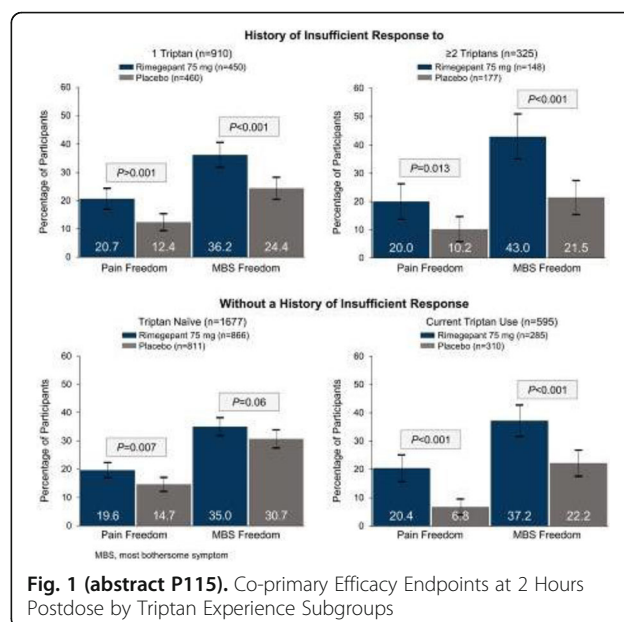 History of Insufficient Response to
1 Triptan (n=910)
Rimegepant 75 mg (n=450)
Placebo (n=460)
Percentage of Participants
60
50
40
30
20
10
0
P>0.001
P<0.001
20.7
12.4
36.2
24.4
Pain Freedom
MBS Freedom
≥2 Triptans (n=325)
Rimegepant 75 mg (n=148)
Placebo (n=177)
Percentage of Participants
60
50
40
30
20
10
0
P=0.013
P<0.001
20.0
10.2
43.0
21.5
Pain Freedom
MBS Freedom
Without a History of Insufficient Response
Triptan Naïve (n=1677)
Rimegepant 75 mg (n=866)
Placebo (n=811)
Percentage of Participants
60
50
40
30
20
10
0
P=0.007
P=0.06
19.6
14.7
35.0
30.7
Pain Freedom
MBS Freedom
Current Triptan Use (n=595)
Rimegepant 75 mg (n=285)
Placebo (n=310)
Percentage of Participants
60
50
40
30
20
10
0
P<0.001
P<0.001
20.4
6.8
37.2
22.2
Pain Freedom
MBS Freedom
MBS, most bothersome symptom
Fig. 1 (abstract P115). Co-primary Efficacy Endpoints at 2 Hours
Postdose by Triptan Experience Subgroups